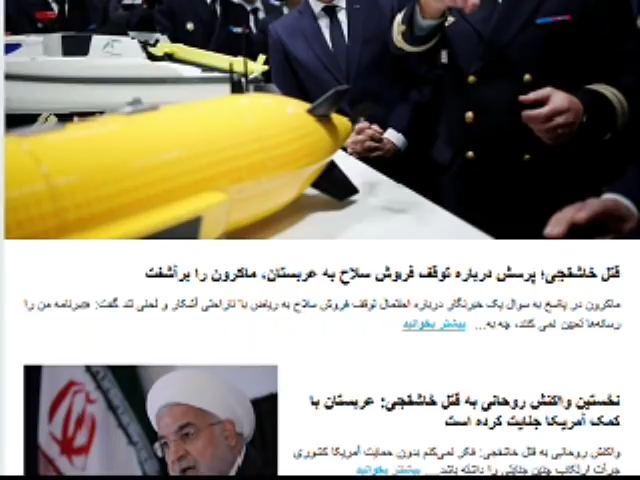 قتل خاشقجی؛ پرسش درباره توقف فروش سلاح به عربستان، ماکرون را برآشفت
ماکرون در پاسخ به سوال یک خبرنگار درباره احتمال توقف فروش سلاح به ریاض با ناراحتی آشکار و لحنی تند گفت: «برنامه من را
رسانه‌ها تعیین نمی کنند، چه به... بیشتر بخوانید
نخستین واکنش روحانی به قتل خاشقجی: عربستان با
کمک آمریکا جنایت کرده است
واکنش روحانی به قتل خاشقجی: فکر نمی‌کنم بدون حمایت آمریکا کشوری
جرأت ارتکاب چنین جنایتی را داشته باشد.... بیشتر بخوانید